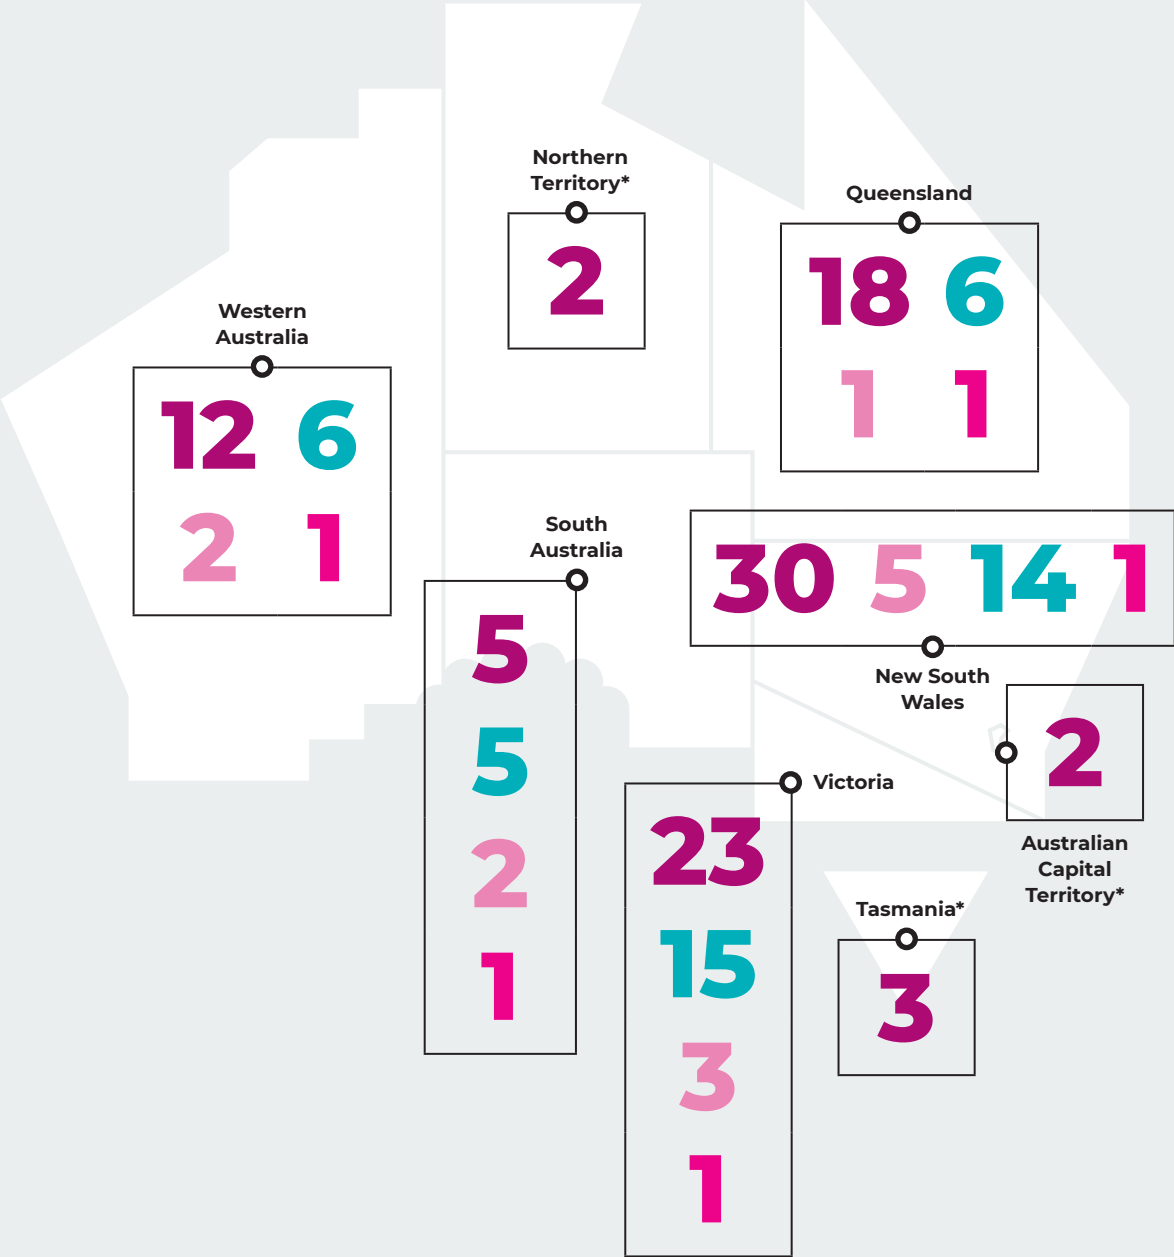 Northern
Territory*
2
Queensland
18 6
1 1
Western
Australia
12 6
2 1
South
Australia
5
5
2
1
30 5 14 1
New South
Wales
2
Australian
Capital
Territory*
Victoria
23
15
3
1
Tasmania*
3